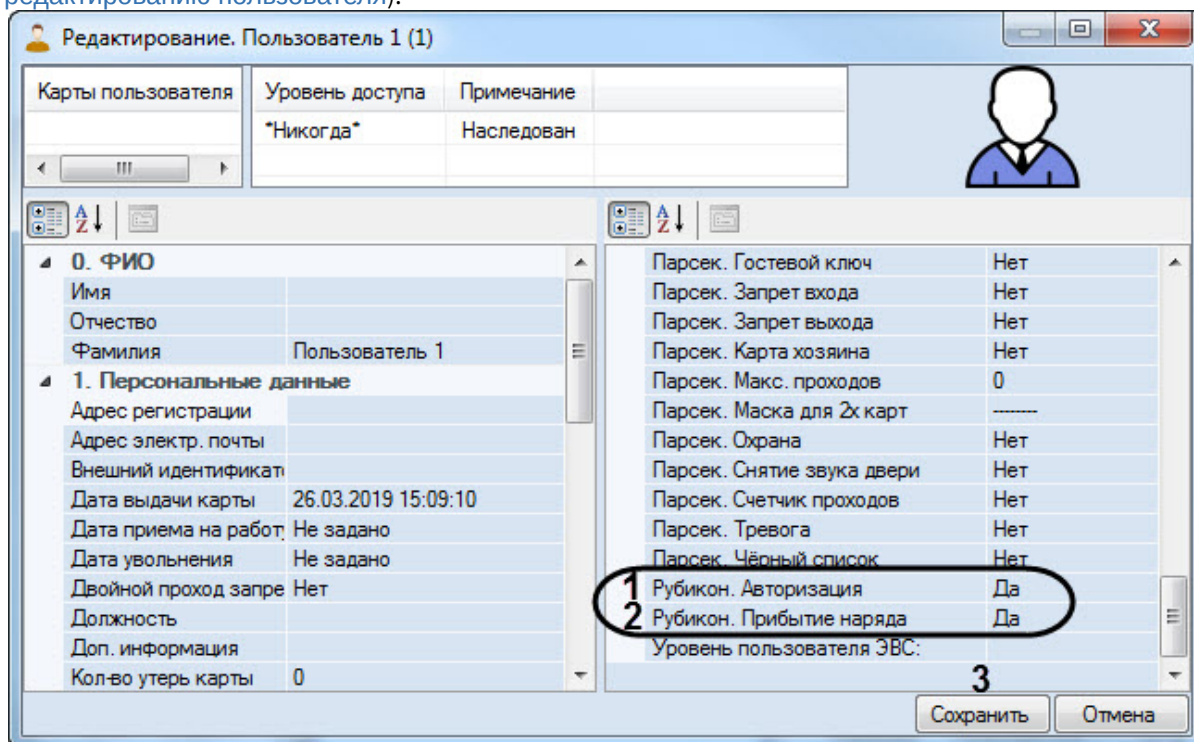 редактированию пользователя).
Редактирование. Пользователь 1 (1)
Карты пользователя Уровень доступа Примечание
*Никогда* Наследован
0. ФИО
Имя
Отчество
Фамилия Пользователь 1
1. Персональные данные
Адрес регистрации
Адрес электр. почты
Внешний идентификато
Дата выдачи карты 26.03.2019 15:09:10
Дата приема на работу Не задано
Дата увольнения Не задано
Двойной проход запре Нет
Должность
Доп. информация
Кол-во утерь карты 0
Парсек. Гостевой ключ Нет
Парсек. Запрет входа Нет
Парсек. Запрет выхода Нет
Парсек. Карта хозяина Нет
Парсек. Макс. проходов 0
Парсек. Маска для 2х карт --------
Парсек. Охрана Нет
Парсек. Снятие звука двери Нет
Парсек. Счетчик проходов Нет
Парсек. Тревога Нет
Парсек. Чёрный список Нет
1 Рубикон. Авторизация Да
2 Рубикон. Прибытие наряда Да
Уровень пользователя ЭВС:
3
Сохранить Отмена